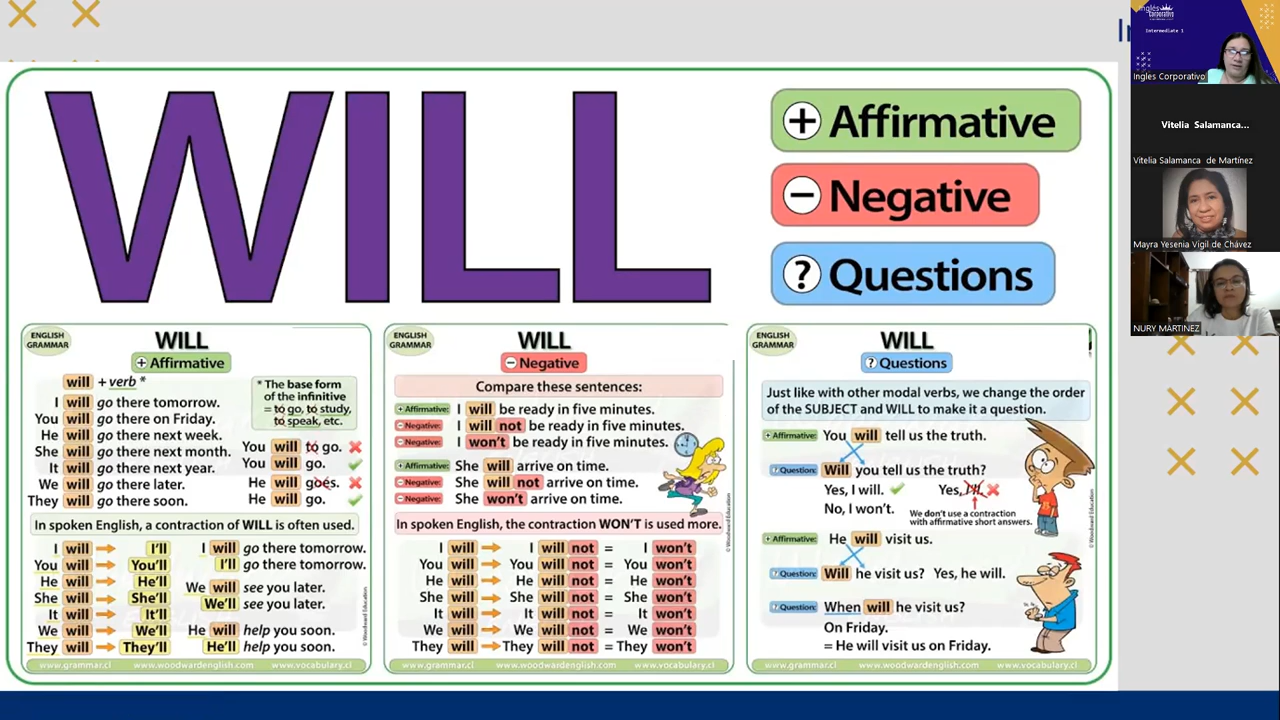 WILL
+ Affirmative
− Negative
? Questions
ENGLISH GRAMMAR
WILL
+ Affirmative
will + verb *
I will go there tomorrow.
You will go there on Friday.
He will go there next week.
She will go there next month.
It will go there next year.
We will go there later.
They will go there soon.
* The base form
of the infinitive
= to go, to study,
to speak, etc.
You will to go.
You will go.
He will goes.
He will go.
In spoken English, a contraction of WILL is often used.
I will I'll
You will You'll
He will He'll
She will She'll
It will It'll
We will We'll
They will They'll
I will go there tomorrow.
I'll go there tomorrow.
We will see you later.
We'll see you later.
He will help you soon.
He'll help you soon.
© Woodward Education
www.grammar.cl www.woodwardenglish.com www.vocabulary.cl
ENGLISH GRAMMAR
WILL
− Negative
Compare these sentences:
+ Affirmative: I will be ready in five minutes.
− Negative: I will not be ready in five minutes.
− Negative: I won't be ready in five minutes.
+ Affirmative: She will arrive on time.
− Negative: She will not arrive on time.
− Negative: She won't arrive on time.
In spoken English, the contraction WON'T is used more.
I will I will not = I won't
You will You will not = You won't
He will He will not = He won't
She will She will not = She won't
It will It will not = It won't
We will We will not = We won't
They will They will not = They won't
© Woodward Education
www.grammar.cl www.woodwardenglish.com www.vocabulary.cl
ENGLISH GRAMMAR
WILL
? Questions
Just like with other modal verbs, we change the order
of the SUBJECT and WILL to make it a question.
+ Affirmative: You will tell us the truth.
? Question: Will you tell us the truth?
Yes, I will. Yes, I'll.
No, I won't.
We don't use a contraction
with affirmative short answers.
+ Affirmative: He will visit us.
? Question: Will he visit us? Yes, he will.
? Question: When will he visit us?
On Friday.
= He will visit us on Friday.
© Woodward Education
www.grammar.cl www.woodwardenglish.com www.vocabulary.cl
Inglés
Corporativo
Intermediate 1
Ingles Corporativo
Vitelia Salamanca...
Vitelia Salamanca de Martínez
Mayra Yesenia Vigil de Chávez
NURY MARTINEZ